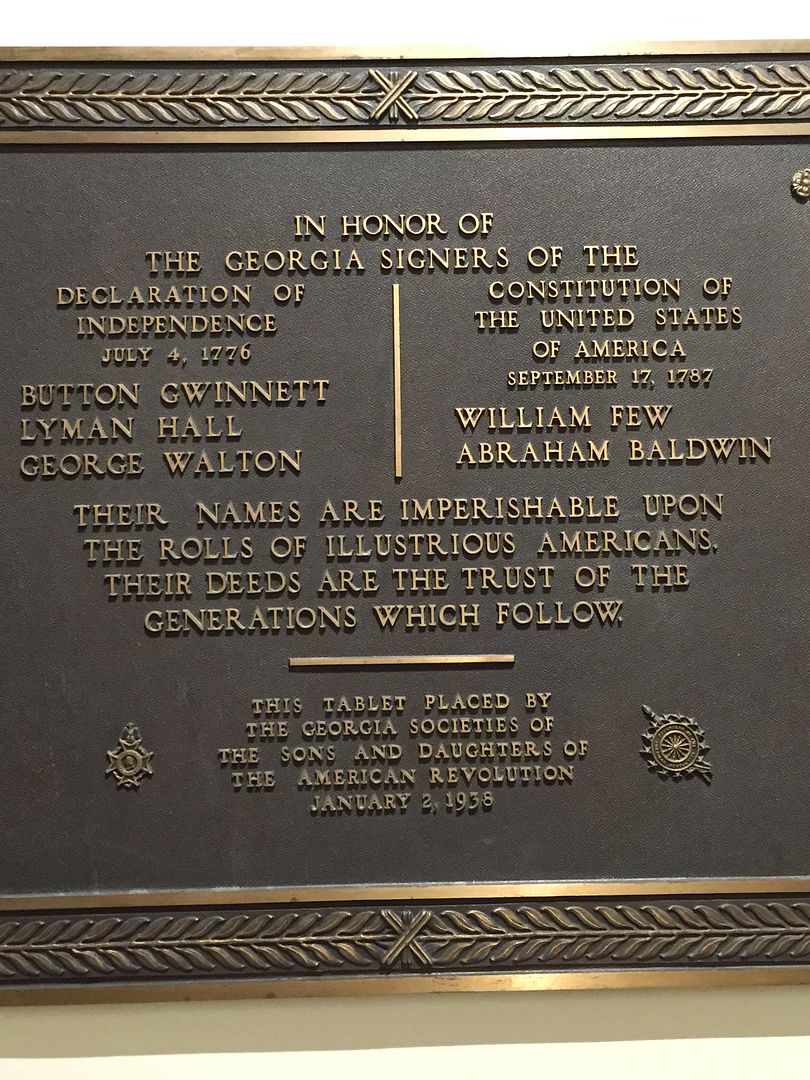 IN HONOR OF
THE GEORGIA SIGNERS OF THE
DECLARATION OF
INDEPENDENCE
JULY 4, 1776
BUTTON GWINNETT
LYMAN HALL
GEORGE WALTON
CONSTITUTION OF
THE UNITED STATES
OF AMERICA
SEPTEMBER 17, 1787
WILLIAM FEW
ABRAHAM BALDWIN
THEIR NAMES ARE IMPERISHABLE UPON
THE ROLLS OF ILLUSTRIOUS AMERICANS.
THEIR DEEDS ARE THE TRUST OF THE
GENERATIONS WHICH FOLLOW.
THIS TABLET PLACED BY
THE GEORGIA SOCIETIES OF
THE SONS AND DAUGHTERS OF
THE AMERICAN REVOLUTION
JANUARY 2, 1938